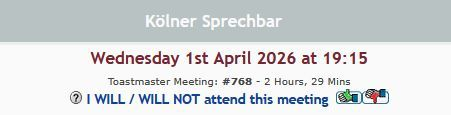 Kölner Sprechbar
Wednesday 1st April 2026 at 19:15
Toastmaster Meeting: #768 - 2 Hours, 29 Mins
? I WILL / WILL NOT attend this meeting